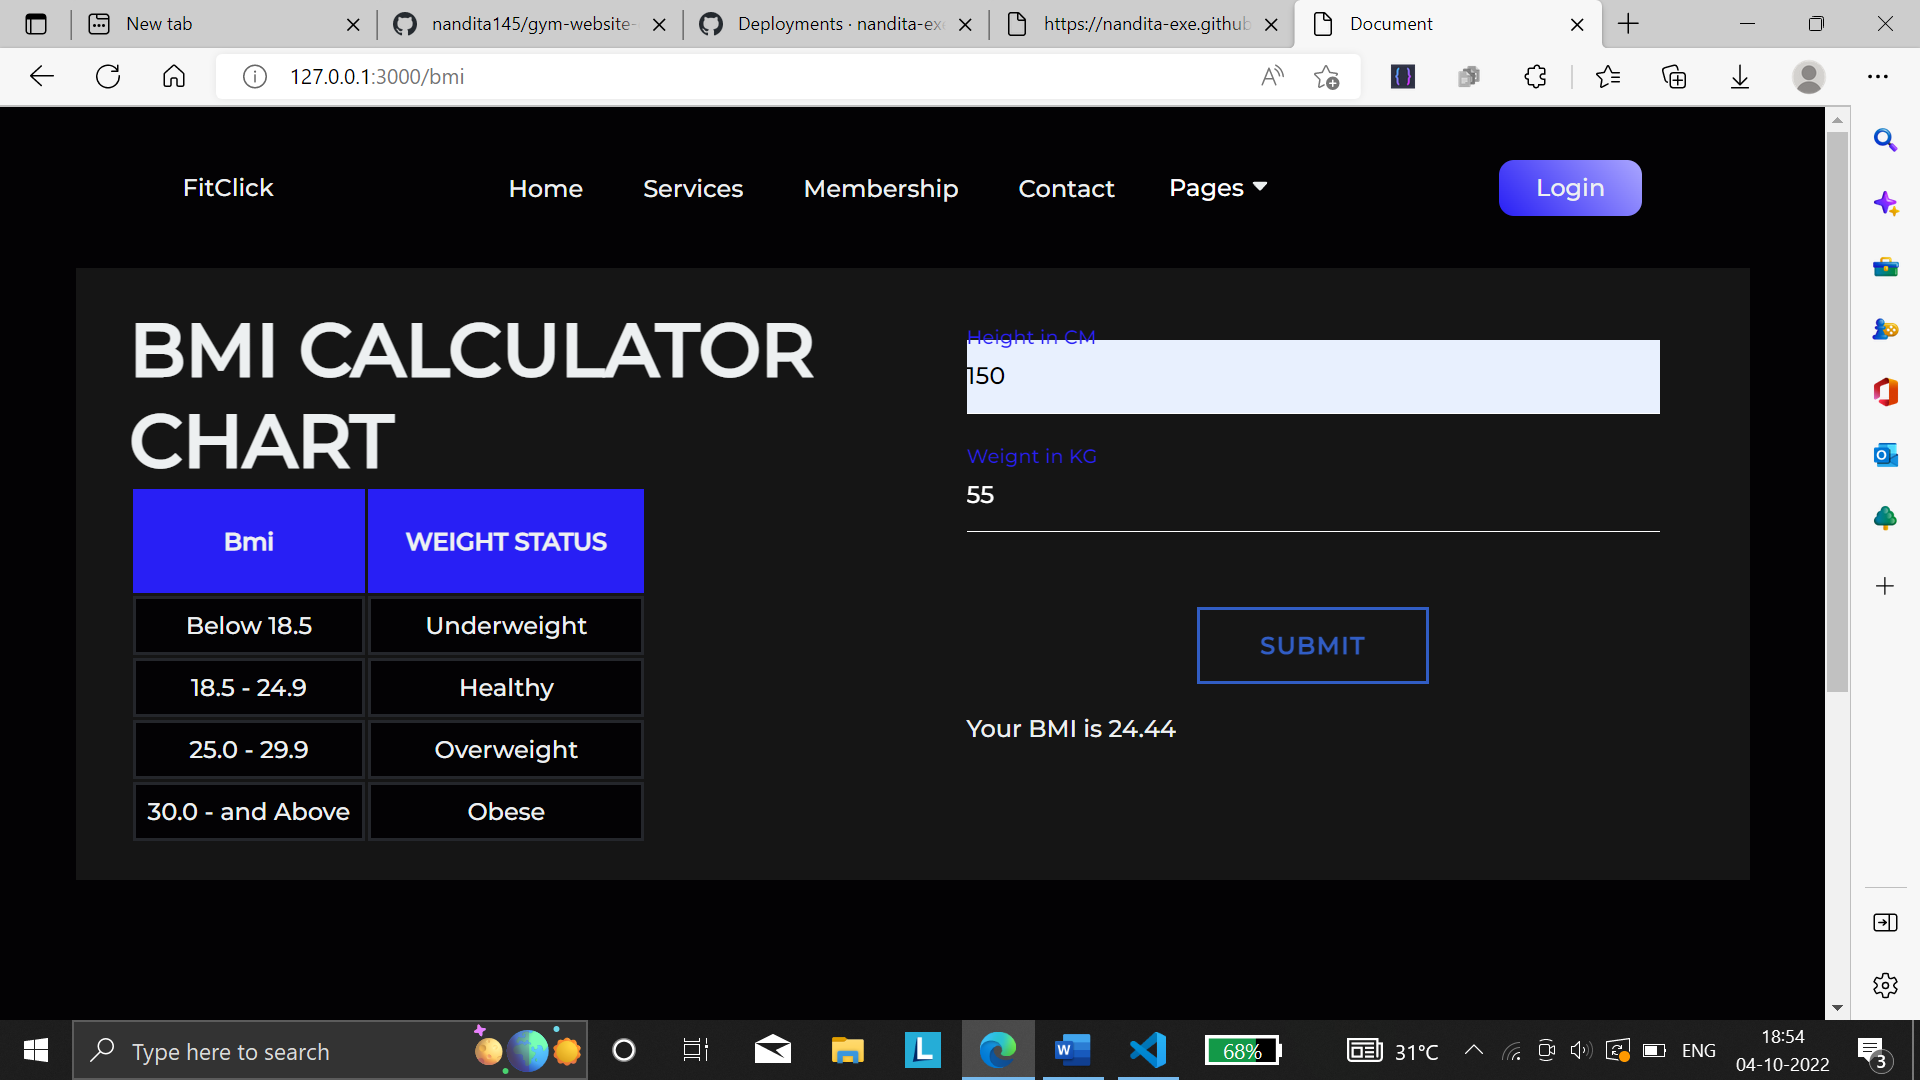 New tab
nandita145/gym-website-
Deployments · nandita-exe
https://nandita-exe.github
Document
127.0.0.1:3000/bmi
FitClick
Home
Services
Membership
Contact
Pages
Login
BMI CALCULATOR
CHART
Bmi WEIGHT STATUS
Below 18.5 Underweight
18.5 - 24.9 Healthy
25.0 - 29.9 Overweight
30.0 - and Above Obese
Height in CM
150
Weignt in KG
55
SUBMIT
Your BMI is 24.44
Type here to search
68%
31°C
ENG
18:54
04-10-2022
3